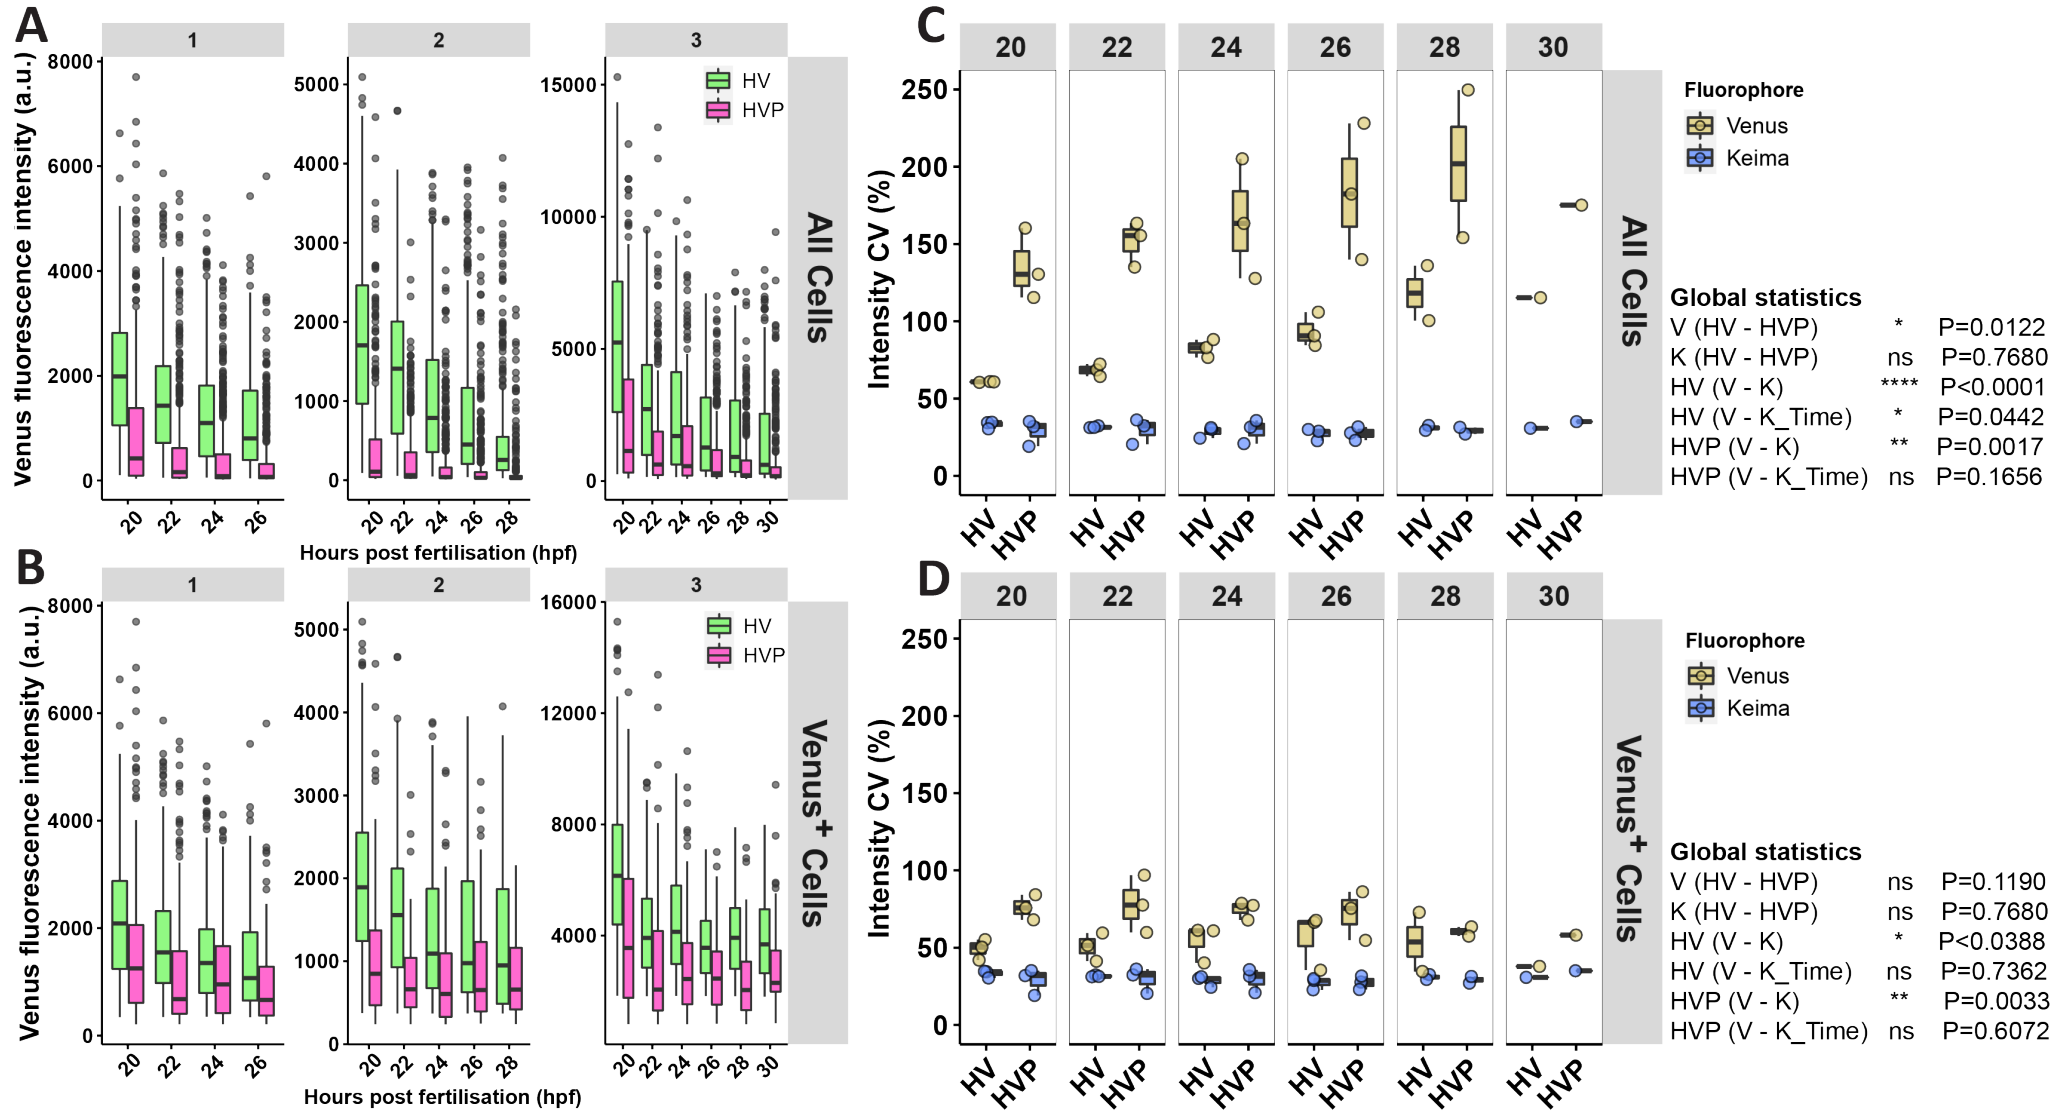 A
1
2
3
Venus fluorescence intensity (a.u.)
8000
6000
4000
2000
0
5000
4000
3000
2000
1000
0
15000
10000
5000
0
HV
HVP
All Cells
20 22 24 26
20 22 24 26 28
20 22 24 26 28 30
Hours post fertilisation (hpf)
B
1
2
3
Venus fluorescence intensity (a.u.)
8000
6000
4000
2000
0
5000
4000
3000
2000
1000
0
16000
12000
8000
4000
HV
HVP
Venus+ Cells
20 22 24 26
20 22 24 26 28
20 22 24 26 28 30
Hours post fertilisation (hpf)
C
20 22 24 26 28 30
Intensity CV (%)
250
200
150
100
50
0
HV HVP HV HVP HV HVP HV HVP HV HVP HV HVP
All Cells
Fluorophore
Venus
Keima
Global statistics
V (HV - HVP) * P=0.0122
K (HV - HVP) ns P=0.7680
HV (V - K) **** P<0.0001
HV (V - K_Time) * P=0.0442
HVP (V - K) ** P=0.0017
HVP (V - K_Time) ns P=0.1656
D
20 22 24 26 28 30
Intensity CV (%)
250
200
150
100
50
0
HV HVP HV HVP HV HVP HV HVP HV HVP HV HVP
Venus+ Cells
Fluorophore
Venus
Keima
Global statistics
V (HV - HVP) ns P=0.1190
K (HV - HVP) ns P=0.7680
HV (V - K) * P<0.0388
HV (V - K_Time) ns P=0.7362
HVP (V - K) ** P=0.0033
HVP (V - K_Time) ns P=0.6072